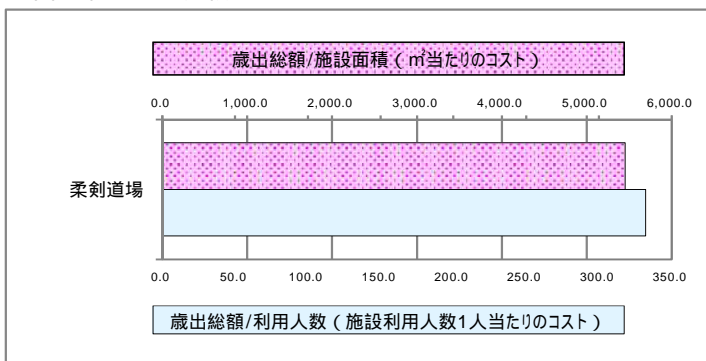 歳出総額/施設面積（㎡当たりのコスト）
0.0 1,000.0 2,000.0 3,000.0 4,000.0 5,000.0 6,000.0
柔剣道場
0.0 50.0 100.0 150.0 200.0 250.0 300.0 350.0
歳出総額/利用人数（施設利用人数1人当たりのコスト）